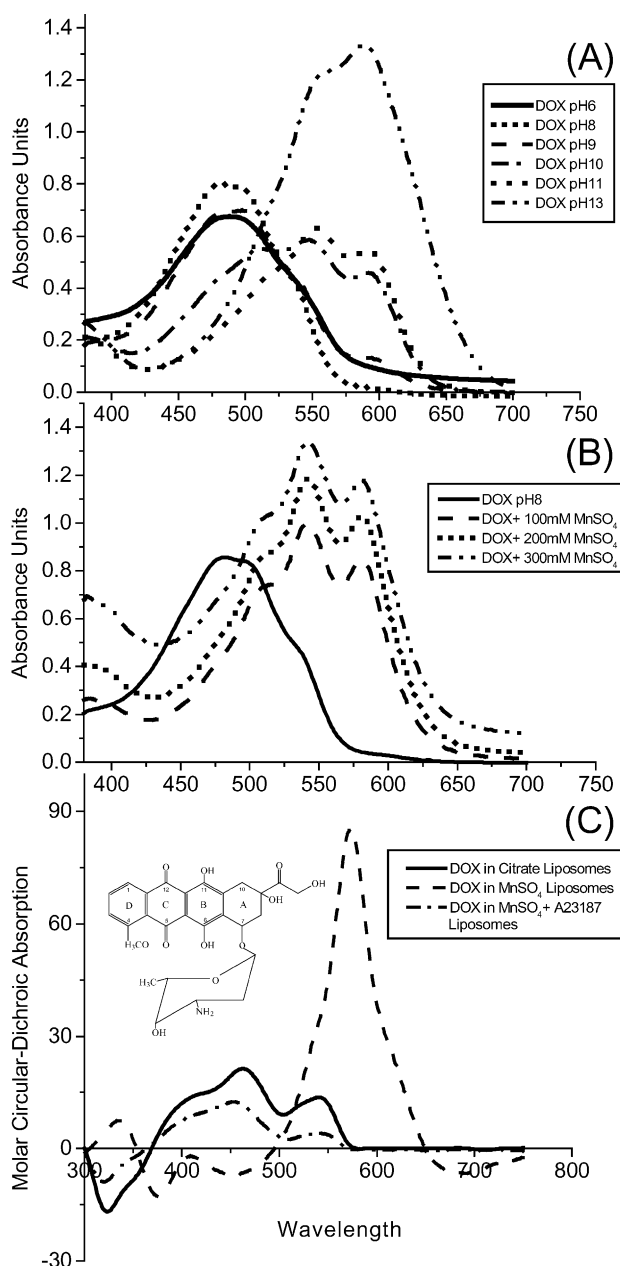 (A)
1.4
1.2
1.0
0.8
0.6
0.4
0.2
0.0
Absorbance Units
DOX pH6
DOX pH8
DOX pH9
DOX pH10
DOX pH11
DOX pH13
400 450 500 550 600 650 700 750
(B)
1.4
1.2
1.0
0.8
0.6
0.4
0.2
0.0
Absorbance Units
DOX pH8
DOX+ 100mM MnSO4
DOX+ 200mM MnSO4
DOX+ 300mM MnSO4
400 450 500 550 600 650 700 750
(C)
90
60
30
0
-30
Molar Circular-Dichroic Absorption
DOX in Citrate Liposomes
DOX in MnSO4 Liposomes
DOX in MnSO4+ A23187
Liposomes
O OH O
12 11 10 OH
1 OH
D C B A
4 5 6 7
H3CO O OH O
H3C O
NH2
OH
300 400 500 600 700 800
Wavelength